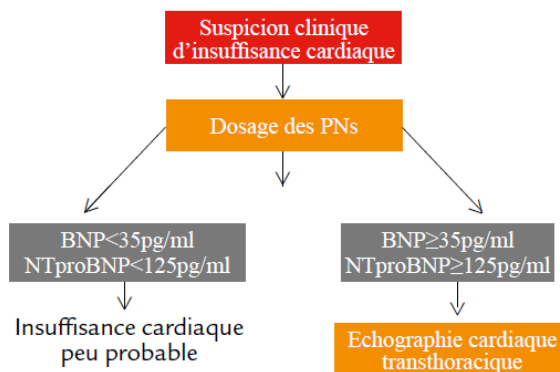 Suspicion clinique
d'insuffisance cardiaque
Dosage des PNs
BNP<35pg/ml
NTproBNP<125pg/ml
BNP≥35pg/ml
NTproBNP≥125pg/ml
Insuffisance cardiaque
peu probable
Echographie cardiaque
transthoracique